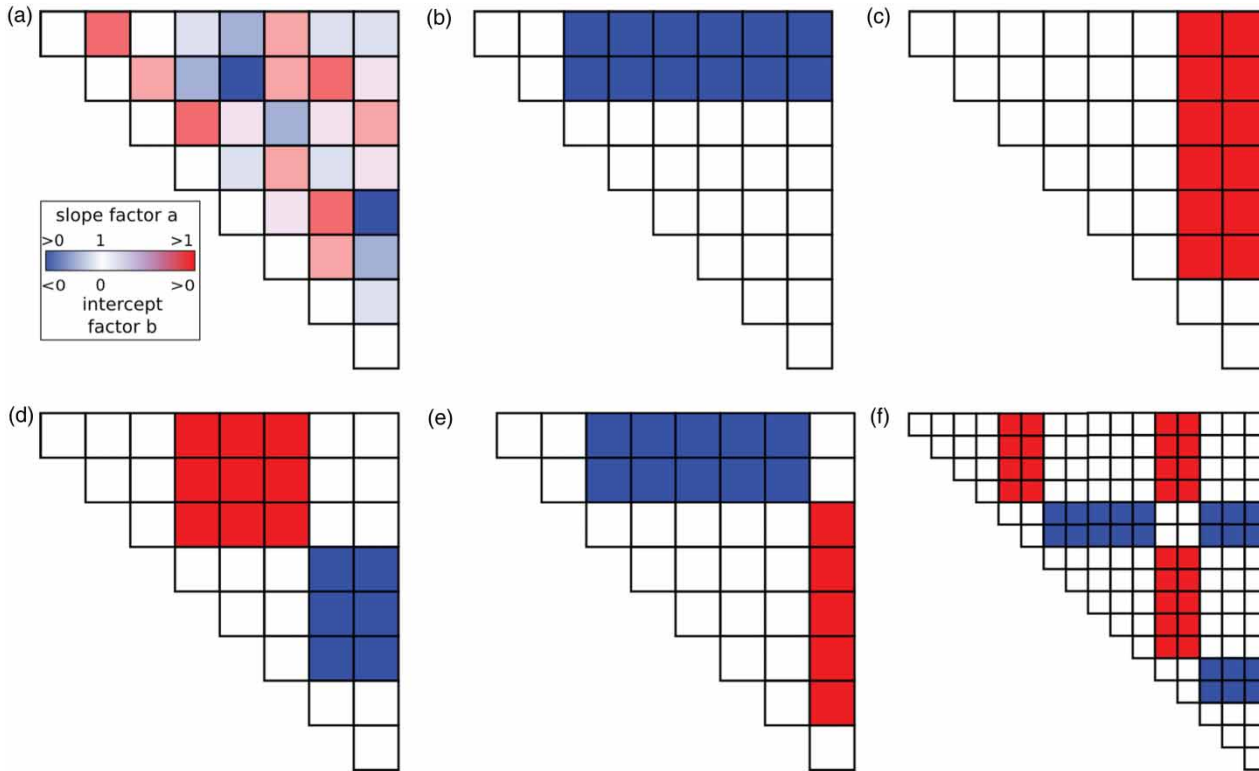 (a)
(b)
(c)
slope factor a
>0 1 >1
<0 0 >0
intercept
factor b
(d)
(e)
(f)